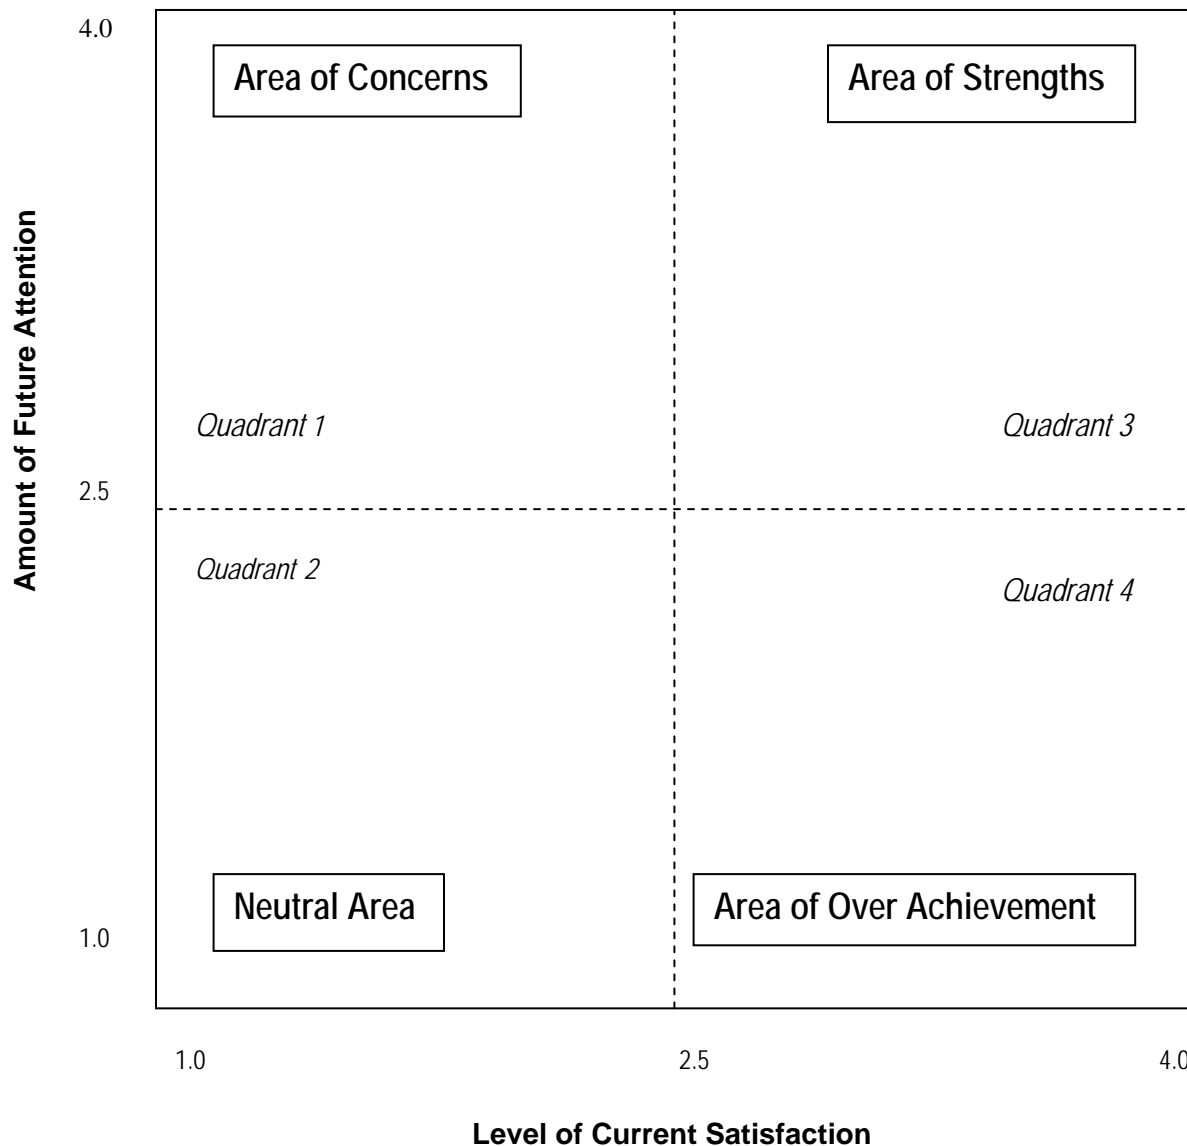 4.0
Area of Concerns
Area of Strengths
Amount of Future Attention
Quadrant 1
Quadrant 3
2.5
Quadrant 2
Quadrant 4
Neutral Area
Area of Over Achievement
1.0
1.0
2.5
4.0
Level of Current Satisfaction